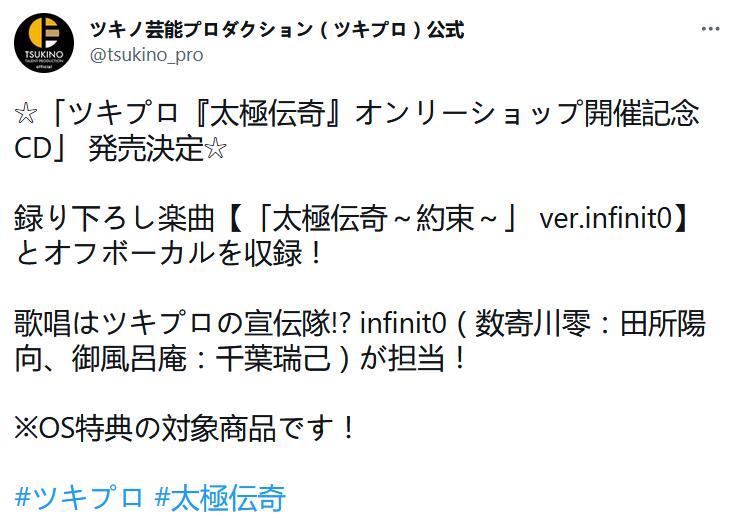 ツキノ芸能プロダクション（ツキプロ）公式
@tsukino_pro
TSUKINO
TALENT PRODUCTION
official
☆「ツキプロ『太極伝奇』オンリーショップ開催記念
CD」 発売決定☆
録り下ろし楽曲【「太極伝奇～約束～」 ver.infinit0】
とオフボーカルを収録！
歌唱はツキプロの宣伝隊!? infinit0（数寄川零：田所陽
向、御風呂庵：千葉瑞己）が担当！
※OS特典の対象商品です！
#ツキプロ #太極伝奇